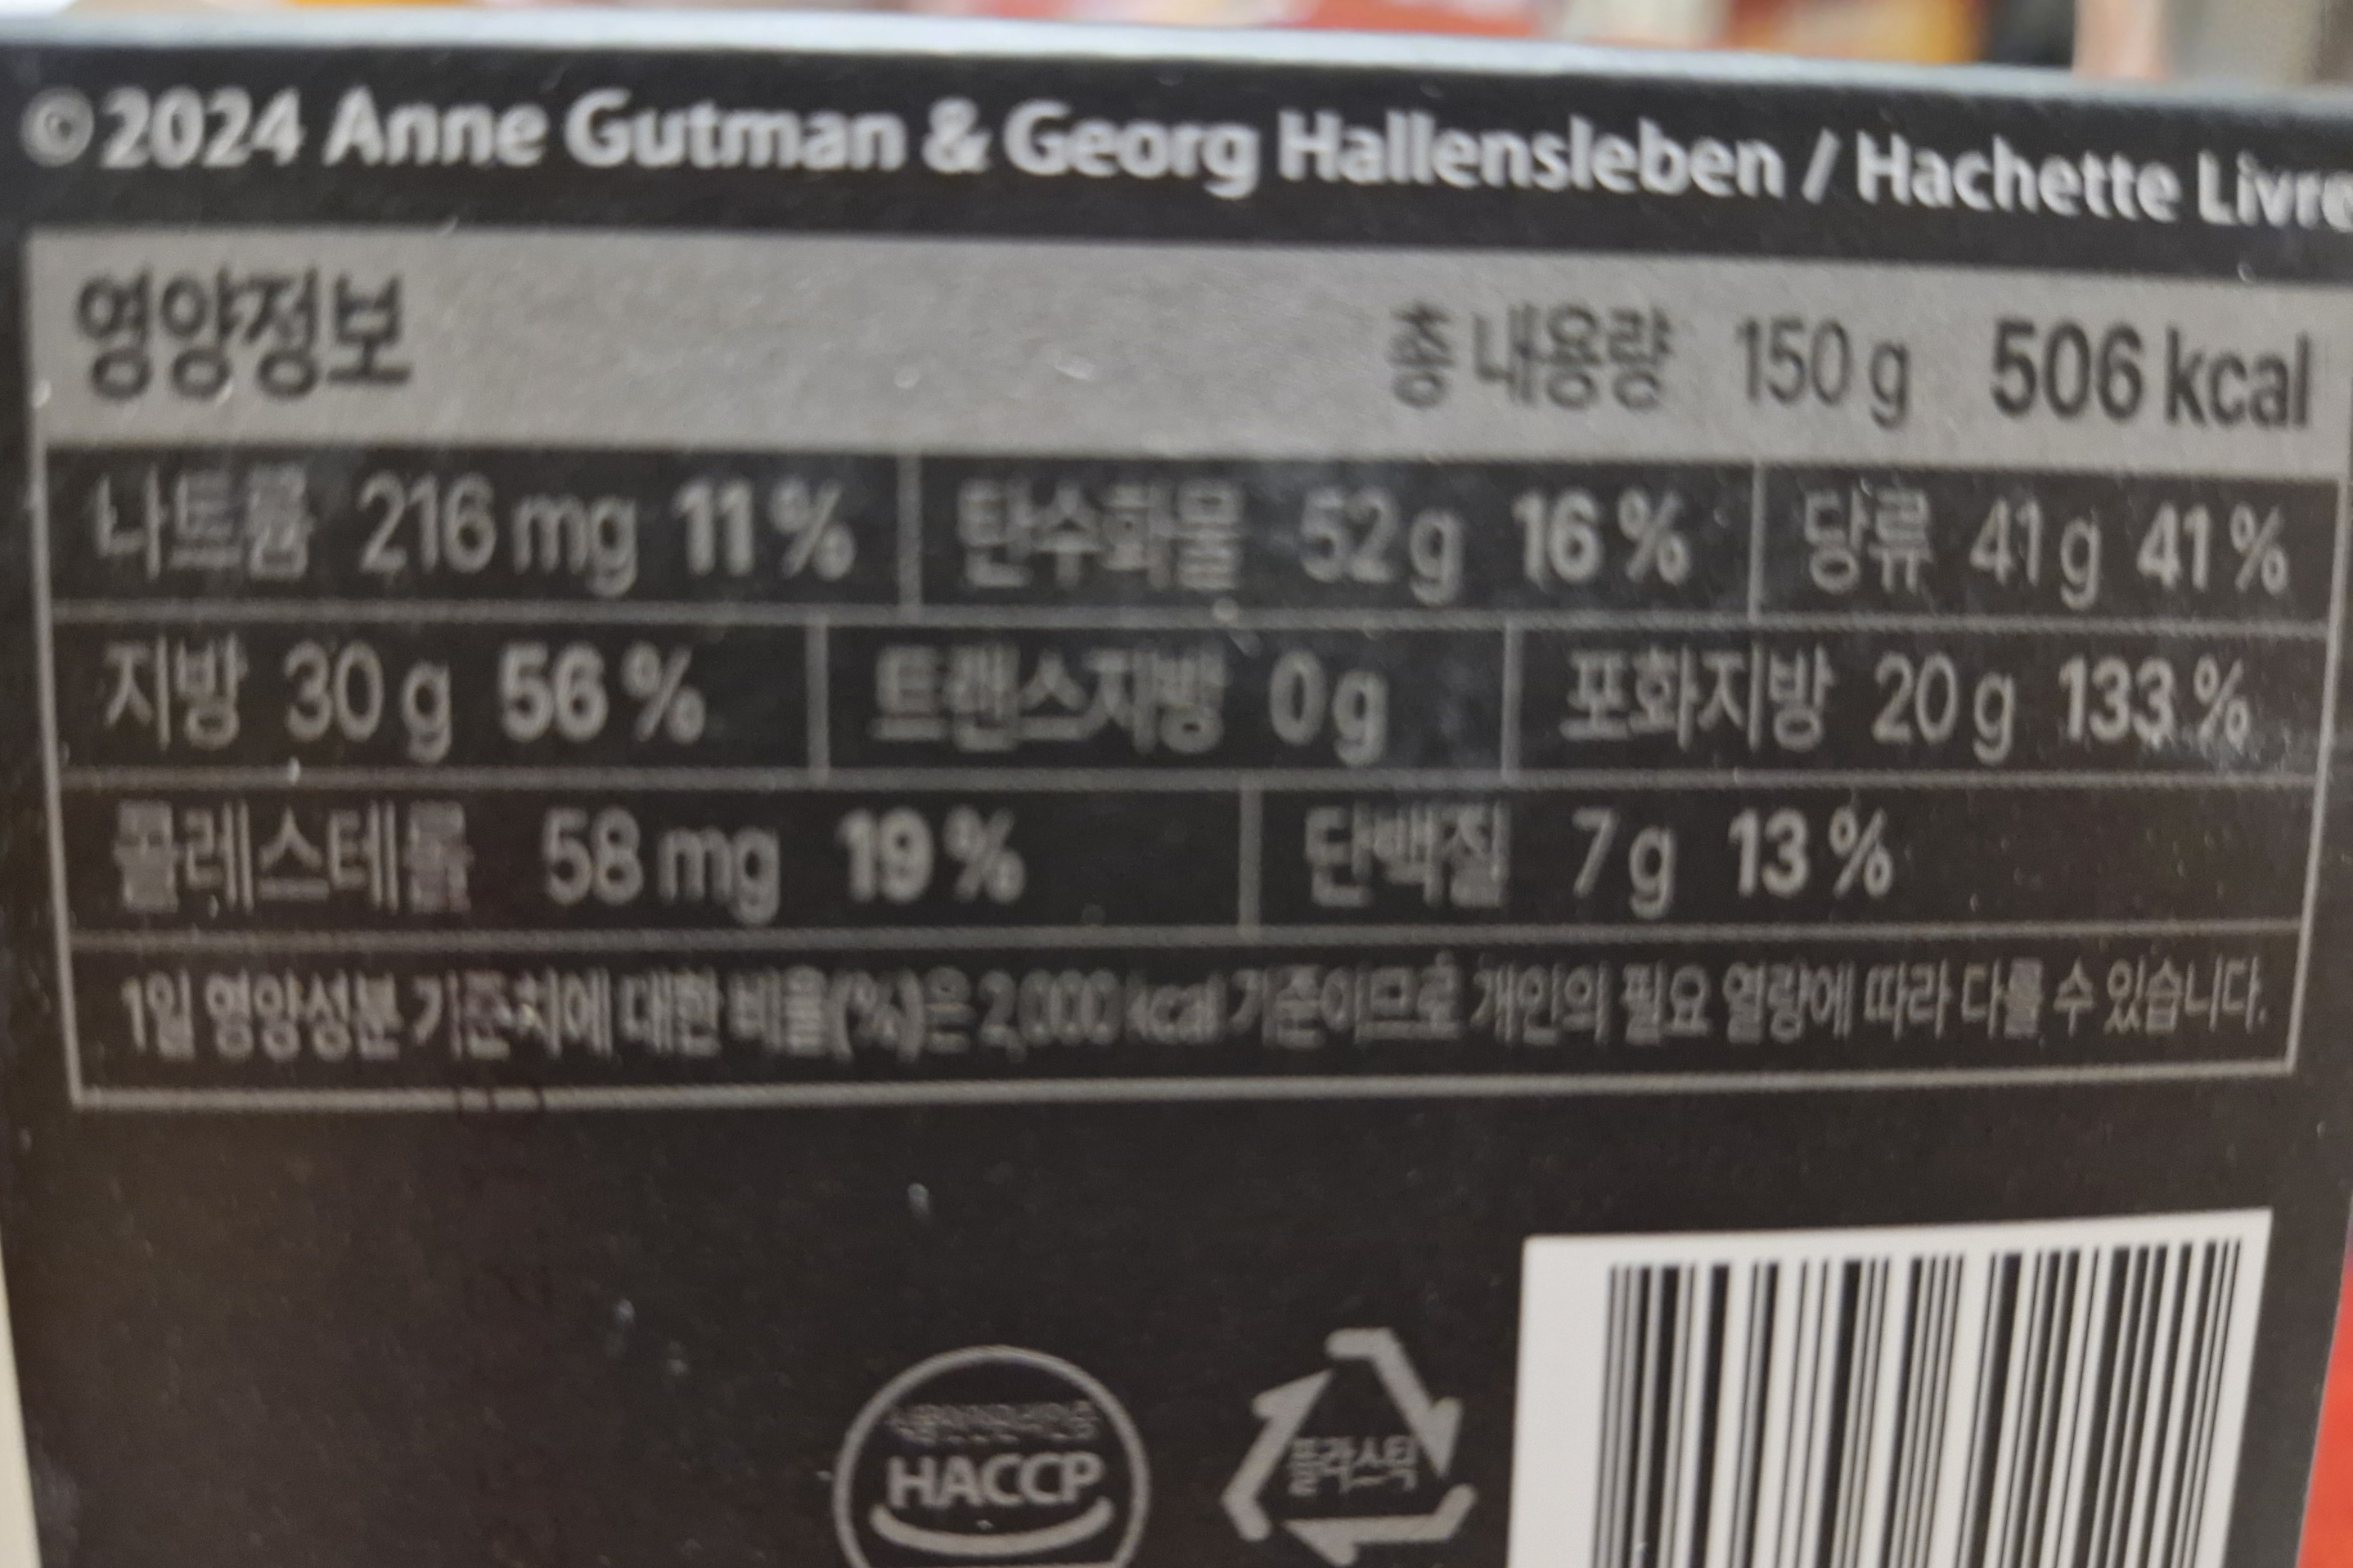 ©2024 Anne Gutman & Georg Hallensleben / Hachette Livre
영양정보 총 내용량 150 g 506 kcal
나트륨 216 mg 11 % 탄수화물 52 g 16 % 당류 41 g 41 %
지방 30 g 56 % 트랜스지방 0 g 포화지방 20 g 133 %
콜레스테롤 58 mg 19 % 단백질 7 g 13 %
1일 영양성분 기준치에 대한 비율(%)은 2,000 kcal 기준이므로 개인의 필요 열량에 따라 다를 수 있습니다.
HACCP
플라스틱